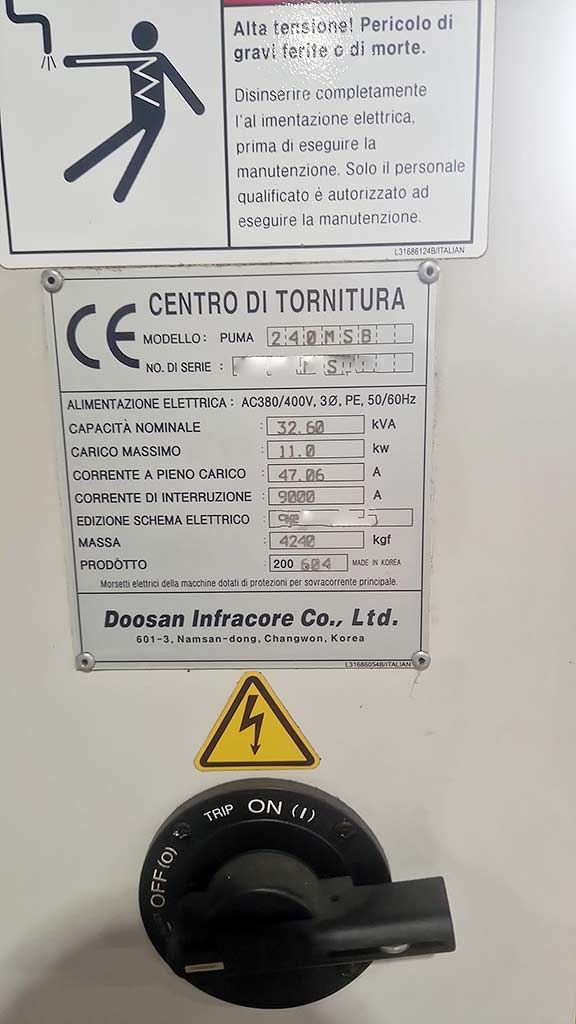 Alta tensione! Pericolo di
gravi ferite o di morte.
Disinserire completamente
l'al imentazione elettrica,
prima di eseguire la
manutenzione. Solo il personale
qualificato è autorizzato ad
eseguire la manutenzione.
L31686124B/ITALIAN
CE CENTRO DI TORNITURA
MODELLO: PUMA 240MSB
NO. DI SERIE :
ALIMENTAZIONE ELETTRICA : AC380/400V, 3Ø, PE, 50/60Hz
CAPACITÀ NOMINALE : 32.60 kVA
CARICO MASSIMO : 11.0 kw
CORRENTE A PIENO CARICO : 47.06 A
CORRENTE DI INTERRUZIONE : 9000 A
EDIZIONE SCHEMA ELETTRICO :
MASSA : 4240 kgf
PRODÒTTO : 200 604 MADE IN KOREA
Morsetti elettrici della macchine dotati di protezioni per sovracorrente principale.
Doosan Infracore Co., Ltd.
601-3, Namsan-dong, Changwon, Korea
L31686054B/ITALIAN
TRIP ON (I)
OFF (O)